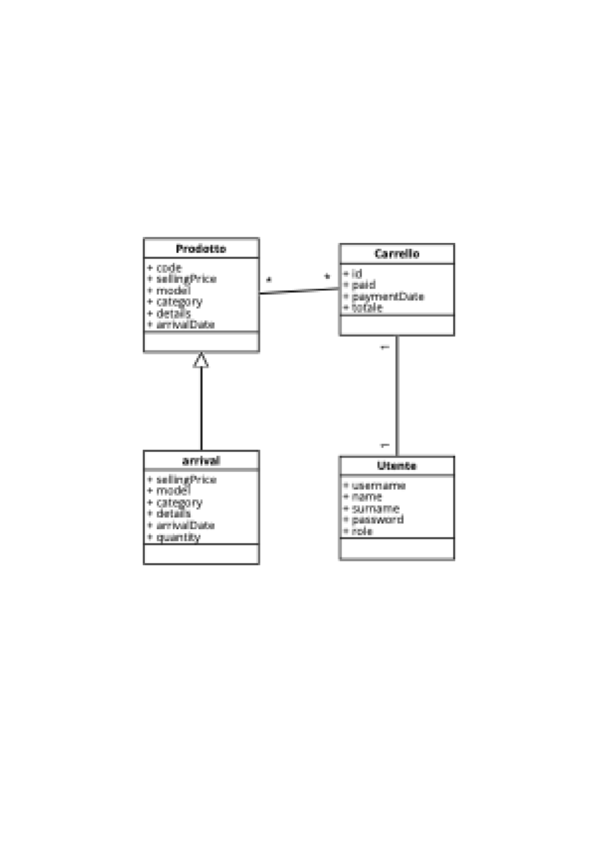 Prodotto
+ code
+ sellingPrice
+ model
+ category
+ details
+ arrivalDate
*
*
Carrello
+ id
+ paid
+ paymentDate
+ totale
1
1
arrival
+ sellingPrice
+ model
+ category
+ details
+ arrivalDate
+ quantity
Utente
+ username
+ name
+ surname
+ password
+ role